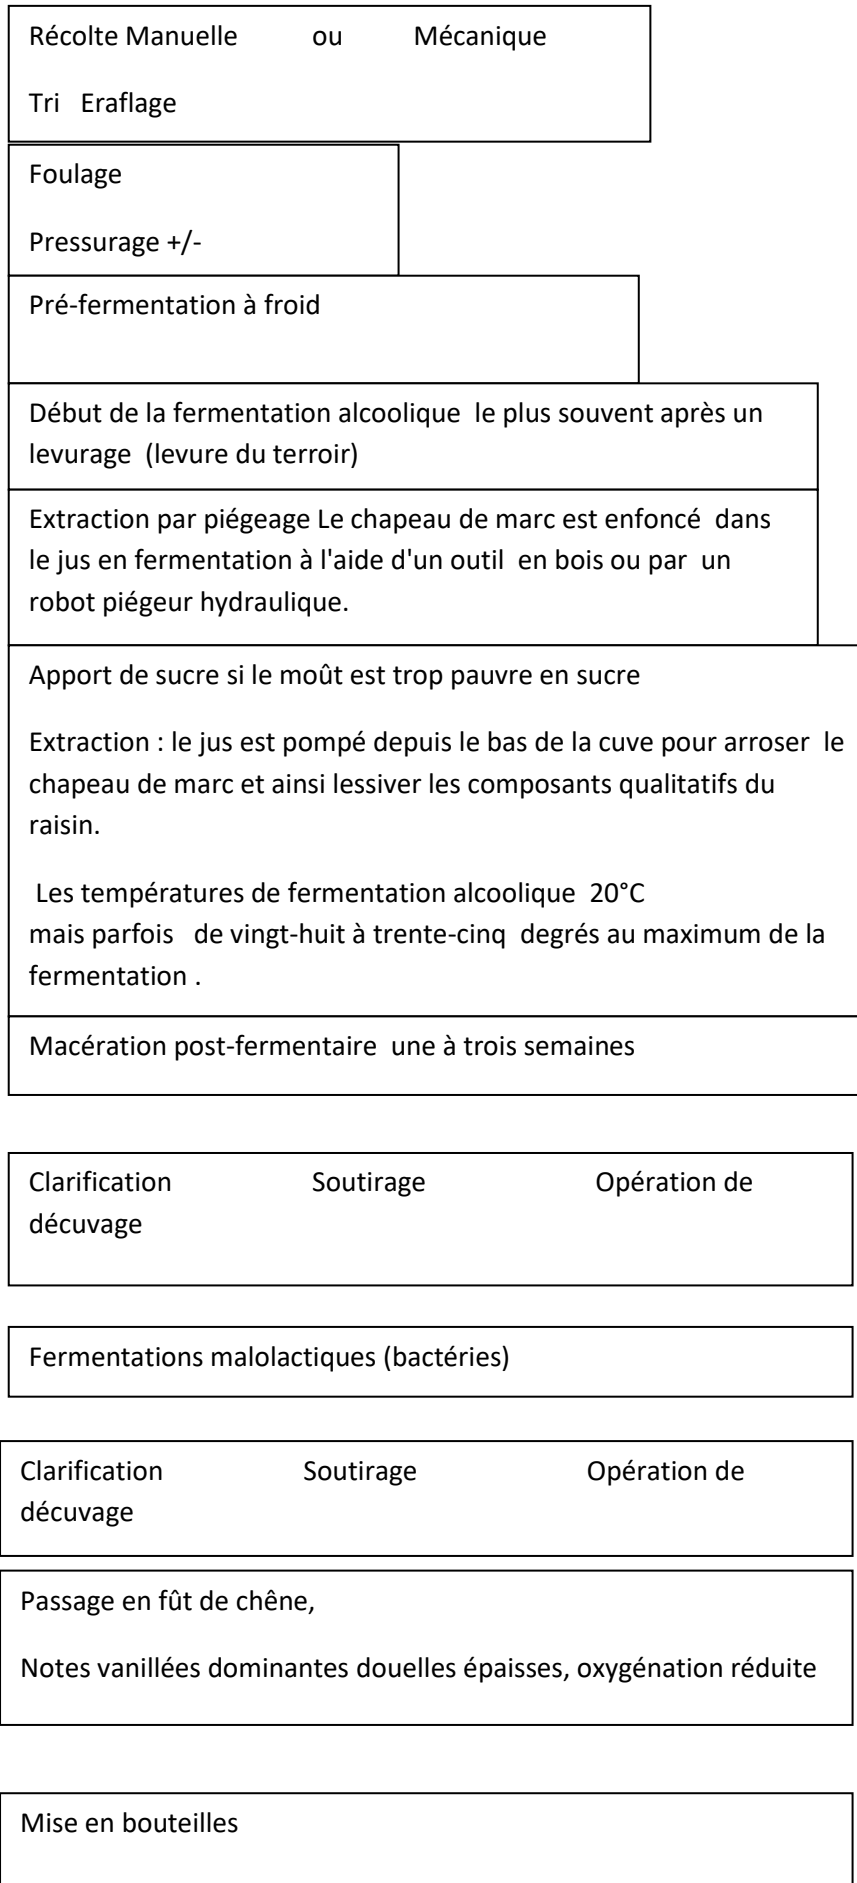 Récolte Manuelle ou Mécanique
Tri Eraflage
Foulage
Pressurage +/-
Pré-fermentation à froid
Début de la fermentation alcoolique le plus souvent après un
levurage (levure du terroir)
Extraction par piégeage Le chapeau de marc est enfoncé dans
le jus en fermentation à l'aide d'un outil en bois ou par un
robot piégeur hydraulique.
Apport de sucre si le moût est trop pauvre en sucre
Extraction : le jus est pompé depuis le bas de la cuve pour arroser le
chapeau de marc et ainsi lessiver les composants qualitatifs du
raisin.
Les températures de fermentation alcoolique 20°C
mais parfois de vingt-huit à trente-cinq degrés au maximum de la
fermentation .
Macération post-fermentaire une à trois semaines
Clarification Soutirage Opération de
décuvage
Fermentations malolactiques (bactéries)
Clarification Soutirage Opération de
décuvage
Passage en fût de chêne,
Notes vanillées dominantes douelles épaisses, oxygénation réduite
Mise en bouteilles